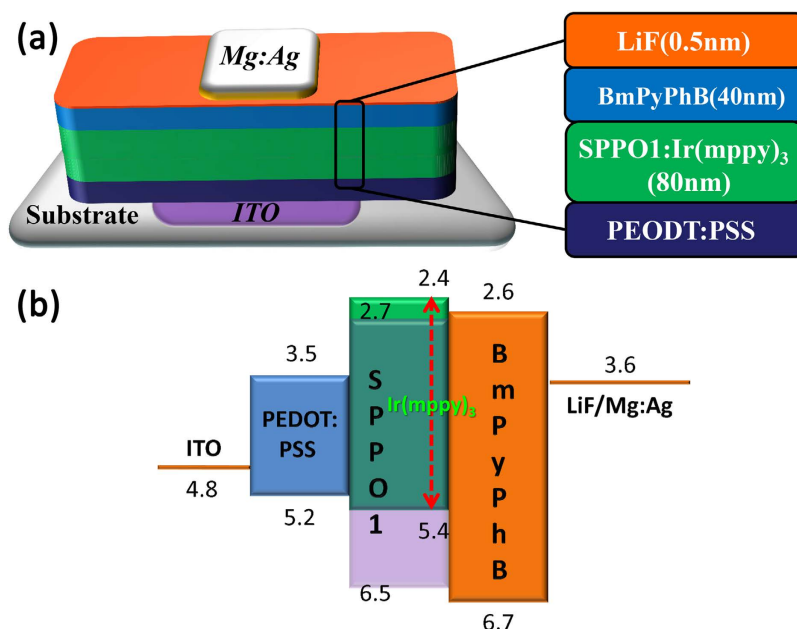 (a)
Mg:Ag
Substrate
ITO
LiF(0.5nm)
BmPyPhB(40nm)
SPPO1:Ir(mppy)₃
(80nm)
PEODT:PSS
(b)
2.4
2.7
2.6
3.5
3.6
SPPO1
BmPyPhB
Ir(mppy)₃
PEDOT:
PSS
LiF/Mg:Ag
ITO
4.8
5.2
5.4
6.5
6.7